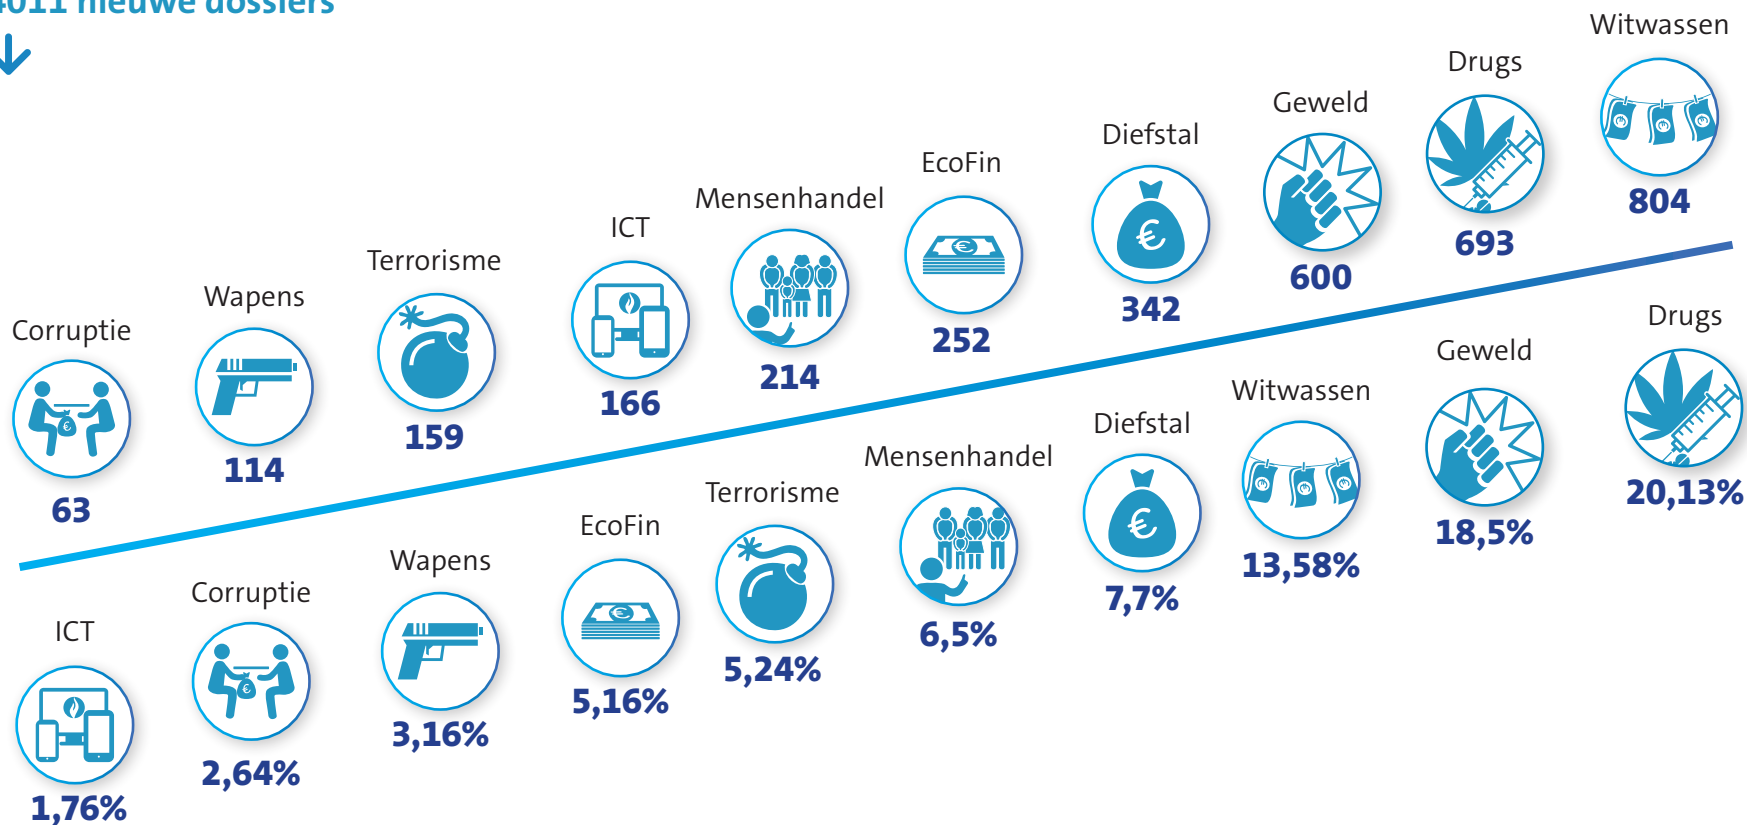 4011 nieuwe dossiers
Corruptie
63
Wapens
114
Terrorisme
159
ICT
166
Mensenhandel
214
EcoFin
252
Diefstal
342
Geweld
600
Drugs
693
Witwassen
804
ICT
1,76%
Corruptie
2,64%
Wapens
3,16%
EcoFin
5,16%
Terrorisme
5,24%
Mensenhandel
6,5%
Diefstal
7,7%
Witwassen
13,58%
Geweld
18,5%
Drugs
20,13%